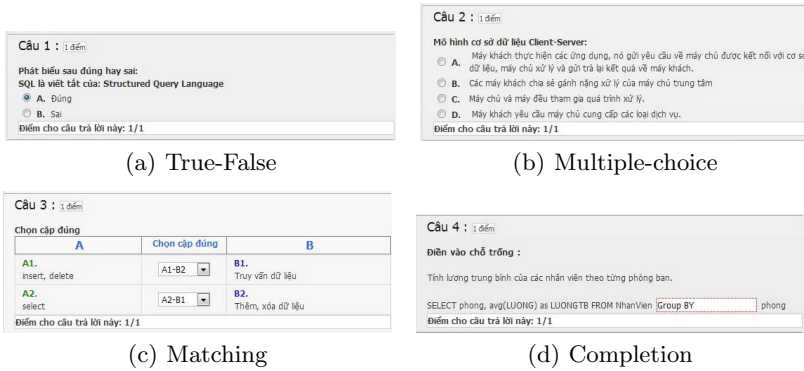 Câu 1 : 1 điểm
Phát biểu sau đúng hay sai:
SQL là viết tắt của: Structured Query Language
A. Đúng
B. Sai
Điểm cho câu trả lời này: 1/1
(a) True-False
Câu 2 : 1 điểm
Mô hình cơ sở dữ liệu Client-Server:
A. Máy khách thực hiện các ứng dụng, nó gửi yêu cầu về máy chủ được kết nối với cơ sở
dữ liệu, máy chủ xử lý và gửi trả lại kết quả về máy khách.
B. Các máy khách chia sẻ gánh nặng xử lý của máy chủ trung tâm
C. Máy chủ và máy đều tham gia quá trình xử lý.
D. Máy khách yêu cầu máy chủ cung cấp các loại dịch vụ.
Điểm cho câu trả lời này: 1/1
(b) Multiple-choice
Câu 3 : 1 điểm
Chọn cặp đúng
A Chọn cặp đúng B
A1. B1.
insert, delete A1-B2 Truy vấn dữ liệu
A2. B2.
select A2-B1 Thêm, xóa dữ liệu
Điểm cho câu trả lời này: 1/1
(c) Matching
Câu 4 : 1 điểm
Điền vào chỗ trống :
Tính lương trung bình của các nhân viên theo từng phòng ban.
SELECT phong, avg(LUONG) as LUONGTB FROM NhanVien Group BY phong
Điểm cho câu trả lời này: 1/1
(d) Completion